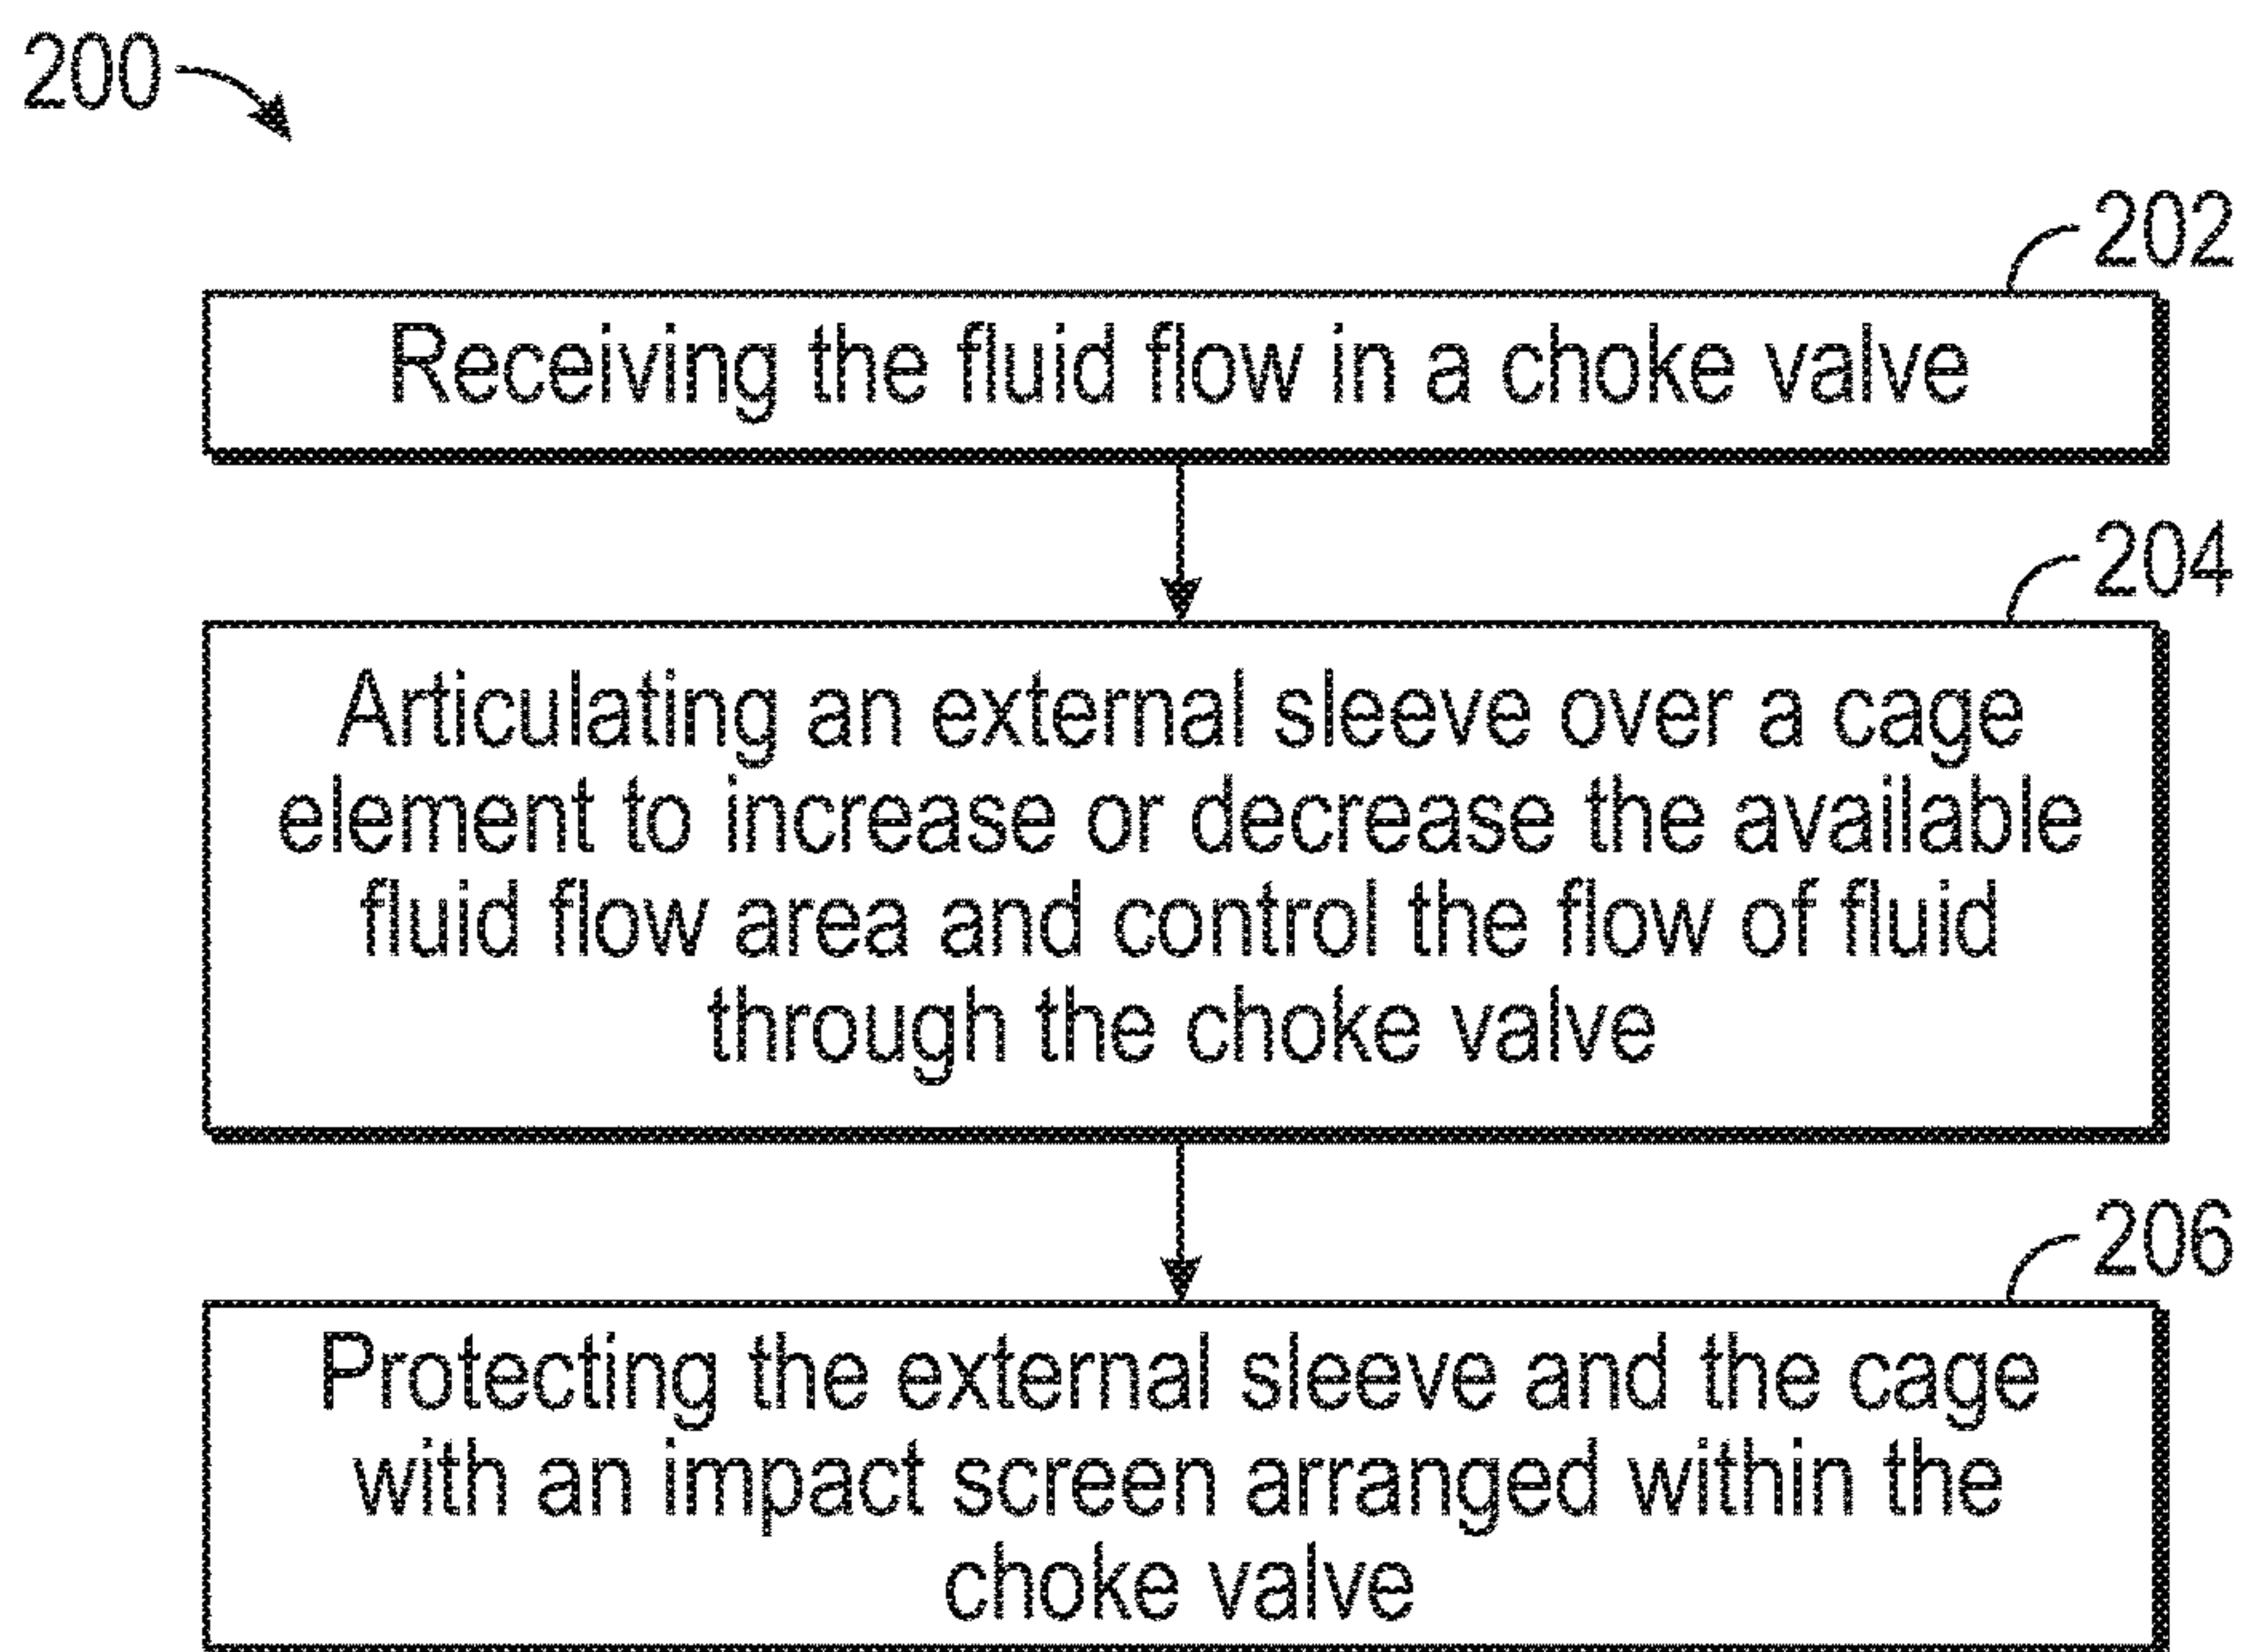 200
202
Receiving the fluid flow in a choke valve
204
Articulating an external sleeve over a cage
element to increase or decrease the available
fluid flow area and control the flow of fluid
through the choke valve
206
Protecting the external sleeve and the cage
with an impact screen arranged within the
choke valve